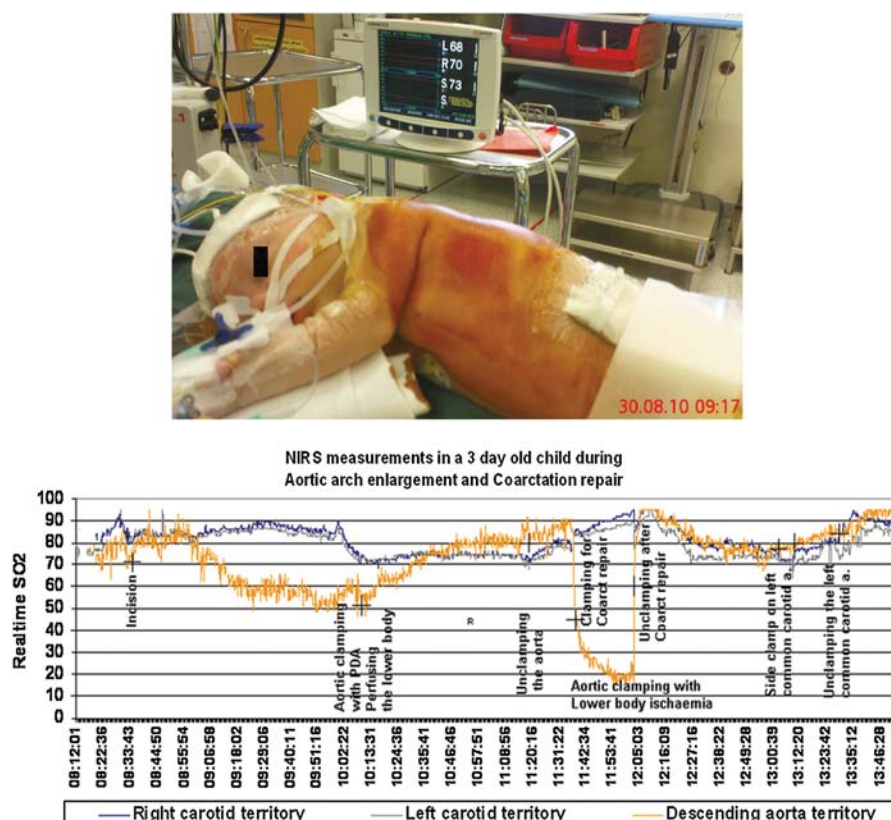 L68
R70
S73
S
30.08.10 09:17
NIRS measurements in a 3 day old child during
Aortic arch enlargement and Coarctation repair
Realtime SO2
100
90
80
70
60
50
40
30
20
10
0
Incision
Aortic clamping
with PDA
Perfusing
the lower body
R
Unclamping
the aorta
Clamping for
Coarct repair
Aortic clamping with
Lower body ischaemia
Unclamping after
Coarct repair
Side clamp on left
common carotid a.
Unclamping the left
common carotid a.
08:12:01
08:22:36
08:33:43
08:44:50
08:55:54
09:06:58
09:18:02
09:29:06
09:40:11
09:51:16
10:02:22
10:13:31
10:24:36
10:35:41
10:46:46
10:57:51
11:08:56
11:20:16
11:31:22
11:42:34
11:53:41
12:05:03
12:16:09
12:27:16
12:38:22
12:49:28
13:00:39
13:12:20
13:23:42
13:35:12
13:46:28
Right carotid territory
Left carotid territory
Descending aorta territory